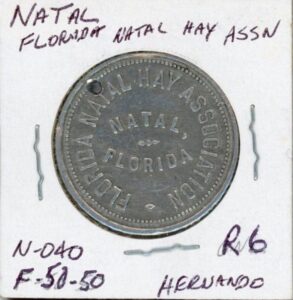 NATAL
FLORIDA NATAL HAY ASSN
FLORIDA NATAL HAY ASSOCIATION
NATAL,
FLORIDA
N-040
R6
F-50-50
HERNANDO